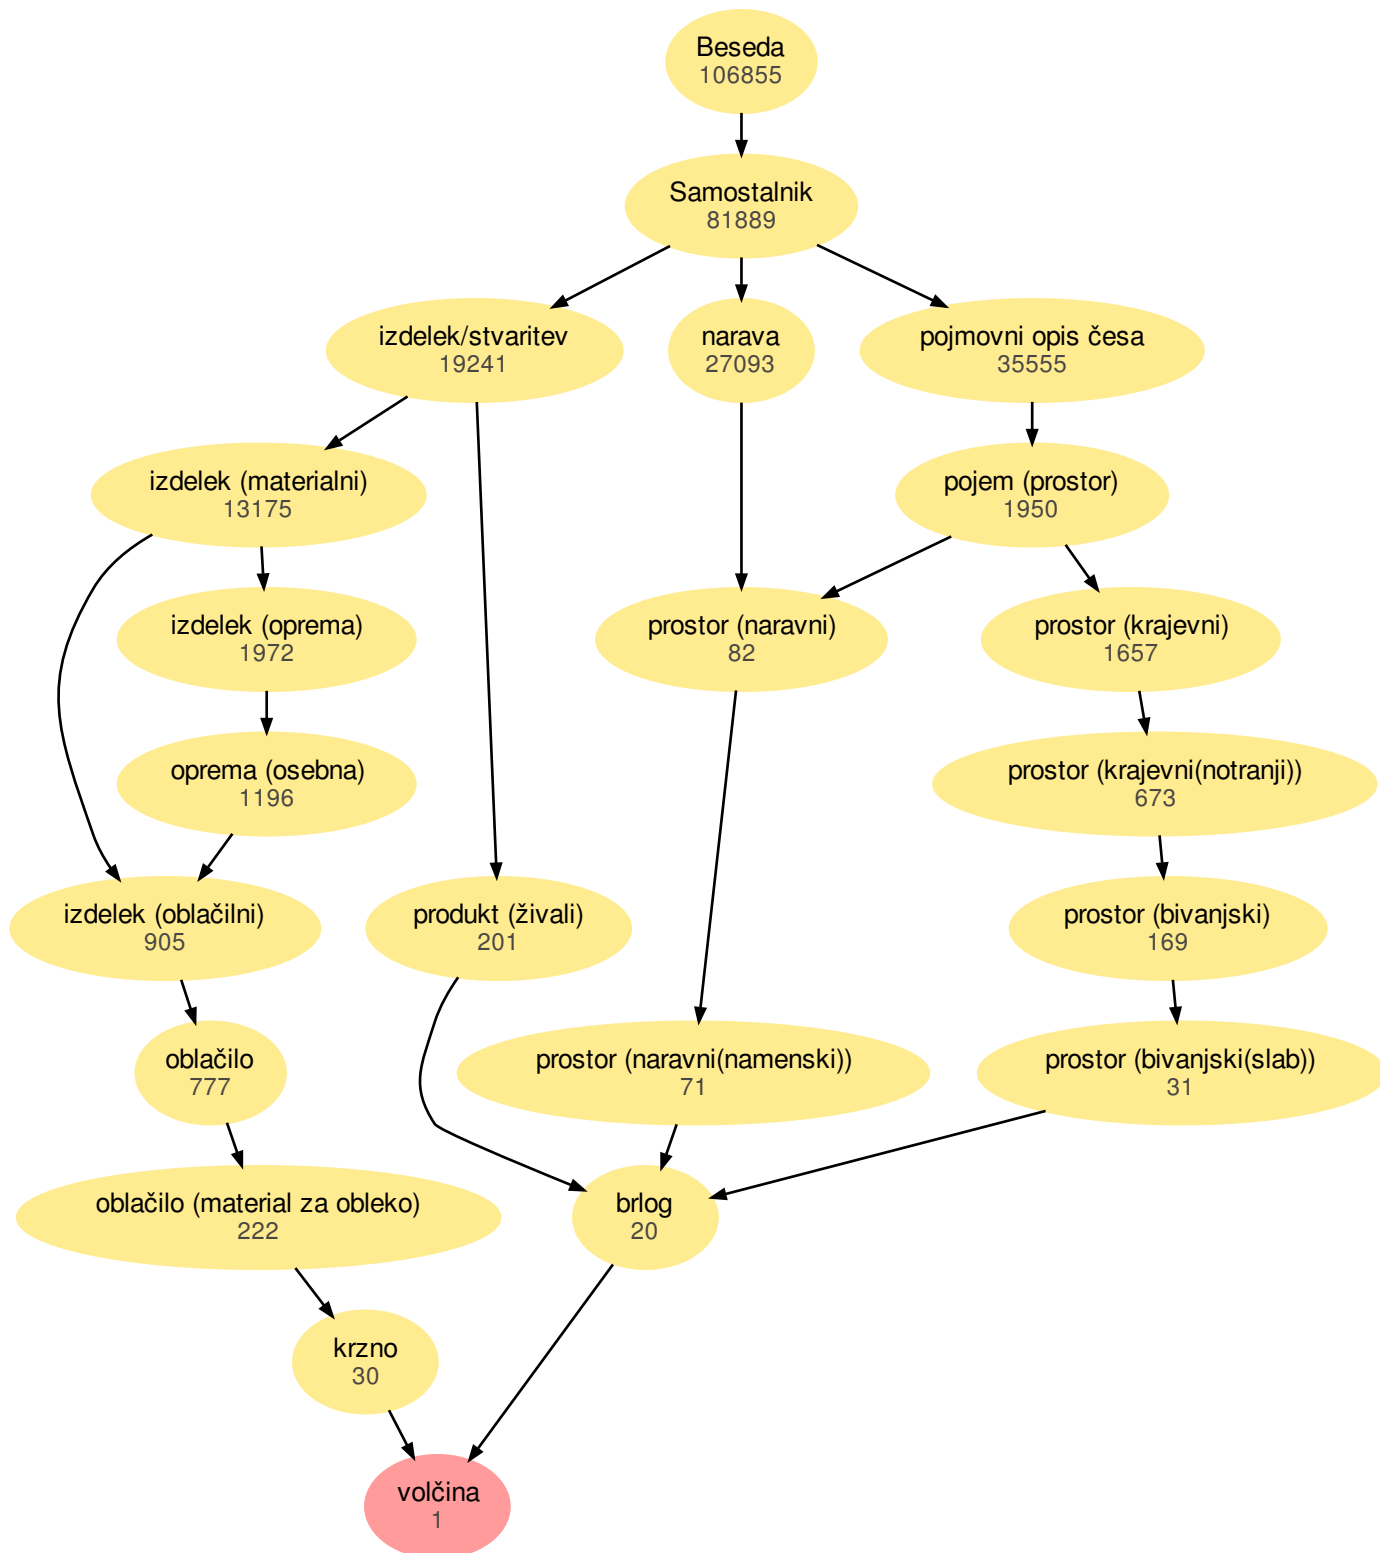 Beseda
106855
Samostalnik
81889
izdelek/stvaritev
19241
narava
27093
pojmovni opis česa
35555
izdelek (materialni)
13175
pojem (prostor)
1950
izdelek (oprema)
1972
prostor (naravni)
82
prostor (krajevni)
1657
oprema (osebna)
1196
prostor (krajevni(notranji))
673
izdelek (oblačilni)
905
produkt (živali)
201
prostor (bivanjski)
169
oblačilo
777
prostor (naravni(namenski))
71
prostor (bivanjski(slab))
31
oblačilo (material za obleko)
222
brlog
20
krzno
30
volčina
1